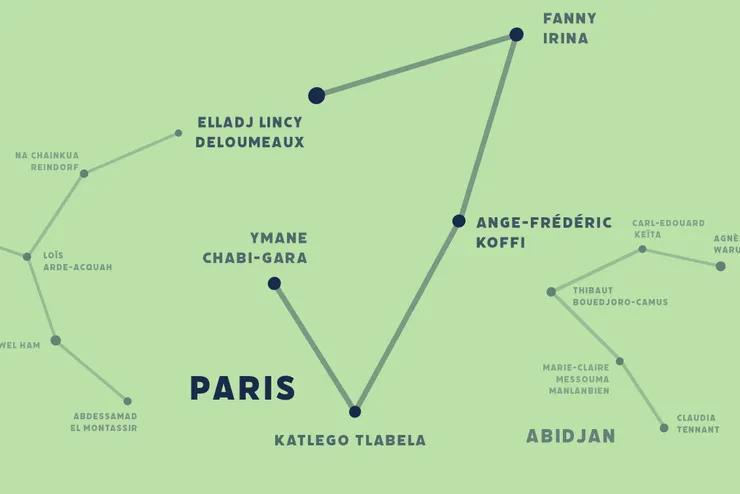 FANNY
IRINA
ELLADJ LINCY
DELOUMEAUX
NA CHAINKUA
REINDORF
YMANE
CHABI-GARA
ANGE-FRÉDÉRIC
KOFFI
CARL-EDOUARD
KEÏTA
AGNÈ
WARU
LOÏS
ARDE-ACQUAH
THIBAUT
BOUEDJORO-CAMUS
WEL HAM
MARIE-CLAIRE
MESSOUMA
MANLANBIEN
PARIS
ABDESSAMAD
EL MONTASSIR
KATLEGO TLABELA
ABIDJAN
CLAUDIA
TENNANT